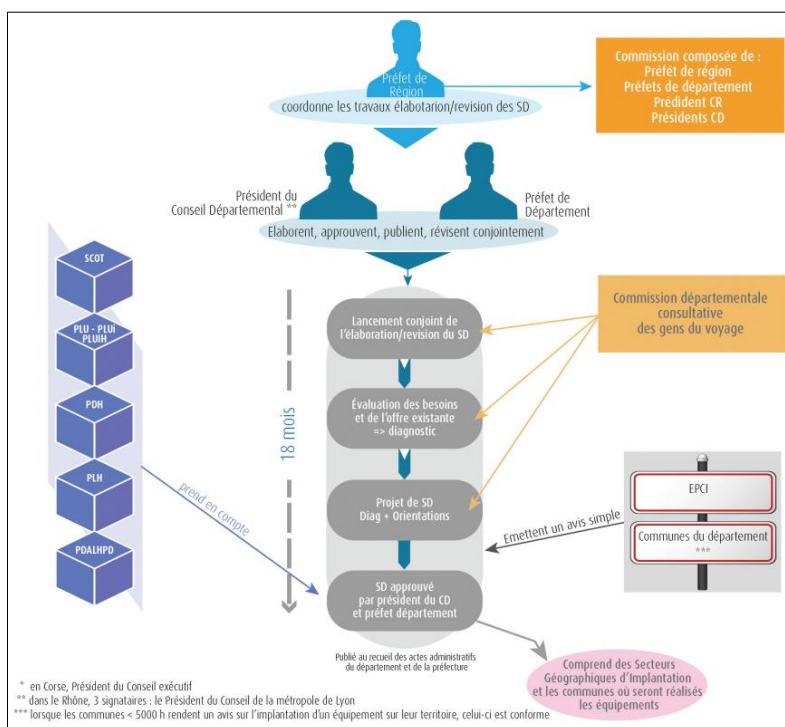 Préfet de
Région
coordonne les travaux élabotarion/revision des SD
Commission composée de :
Préfét de région
Préfets de département
Prédident CR
Présidents CD
Président du
Conseil Départemental **
Préfet de
Département
Elaborent, approuvent, publient, révisent conjointement
SCOT
PLU - PLUi
PLUIH
PDH
PLH
PDALHPD
prend en compte
18 mois
Lancement conjoint de
l'élaboration/revision du SD
Évaluation des besoins
et de l'offre existante
=> diagnostic
Projet de SD
Diag + Orientations
SD approuvé
par président du CD
et préfet département
Publié au recueil des actes administratifs
du département et de la préfecture
Commission départementale
consultative
des gens du voyage
EPCI
Communes du département
***
Emettent un avis simple
Comprend des Secteurs
Géographiques d'Implantation
et les communes où seront réalisés
les équipements
* en Corse, Président du Conseil exécutif
** dans le Rhône, 3 signataires : le Président du Conseil de la métropole de Lyon
*** lorsque les communes < 5000 h rendent un avis sur l'implantation d'un équipement sur leur territoire, celui-ci est conforme